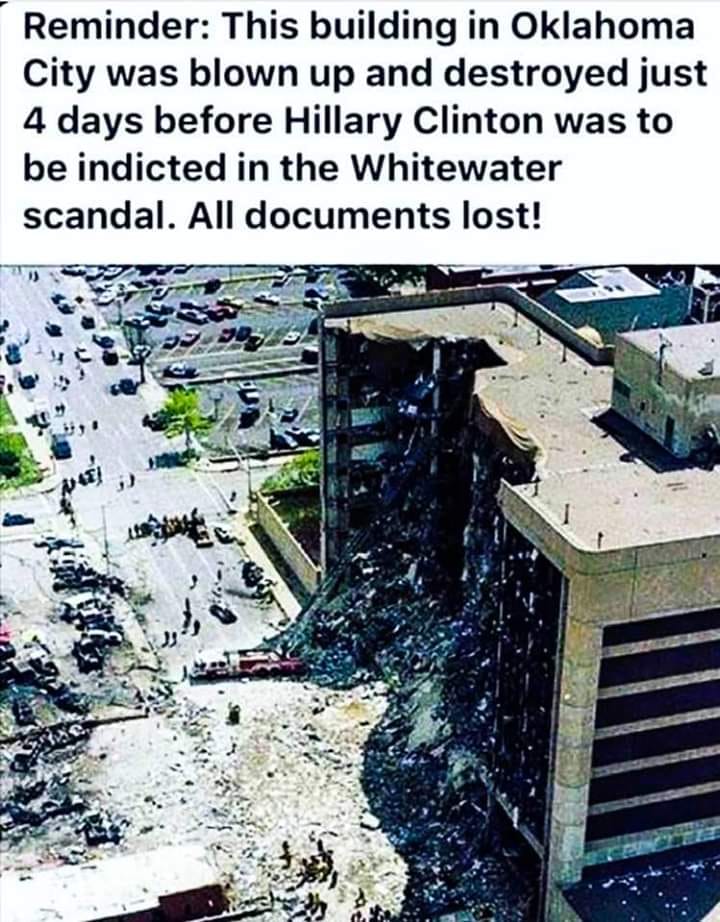 Reminder: This building in Oklahoma
City was blown up and destroyed just
4 days before Hillary Clinton was to
be indicted in the Whitewater
scandal. All documents lost!